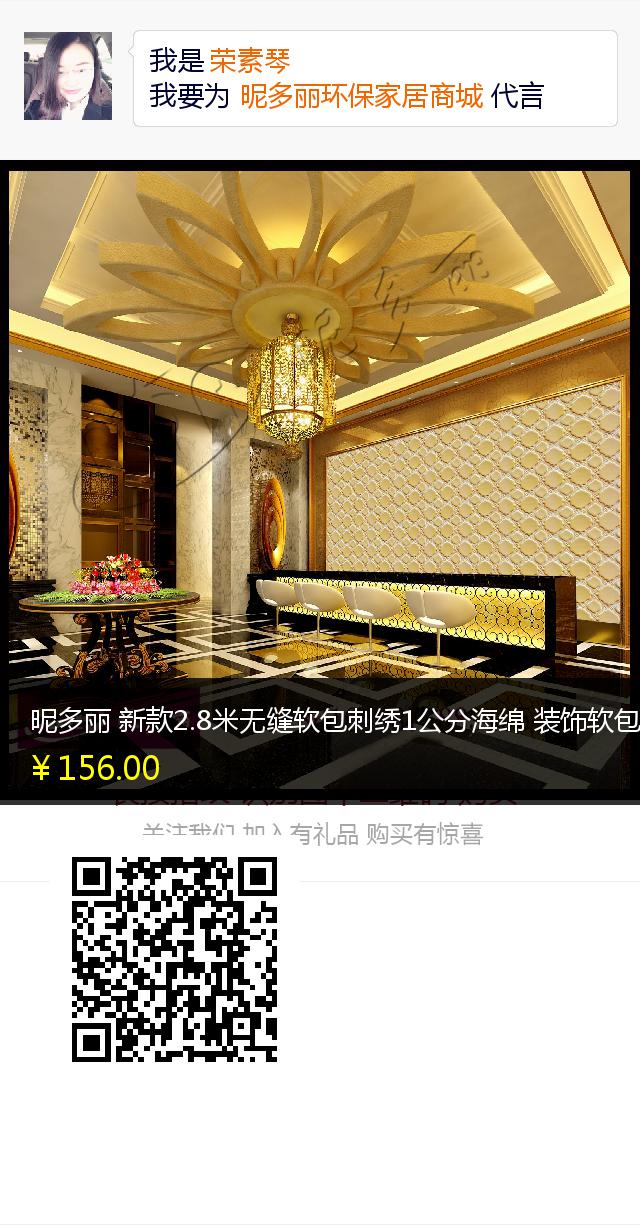 我是 荣素琴
我要为 昵多丽环保家居商城 代言
昵多丽 新款2.8米无缝软包刺绣1公分海绵 装饰软包
￥156.00
关注我们 加入有礼品 购买有惊喜